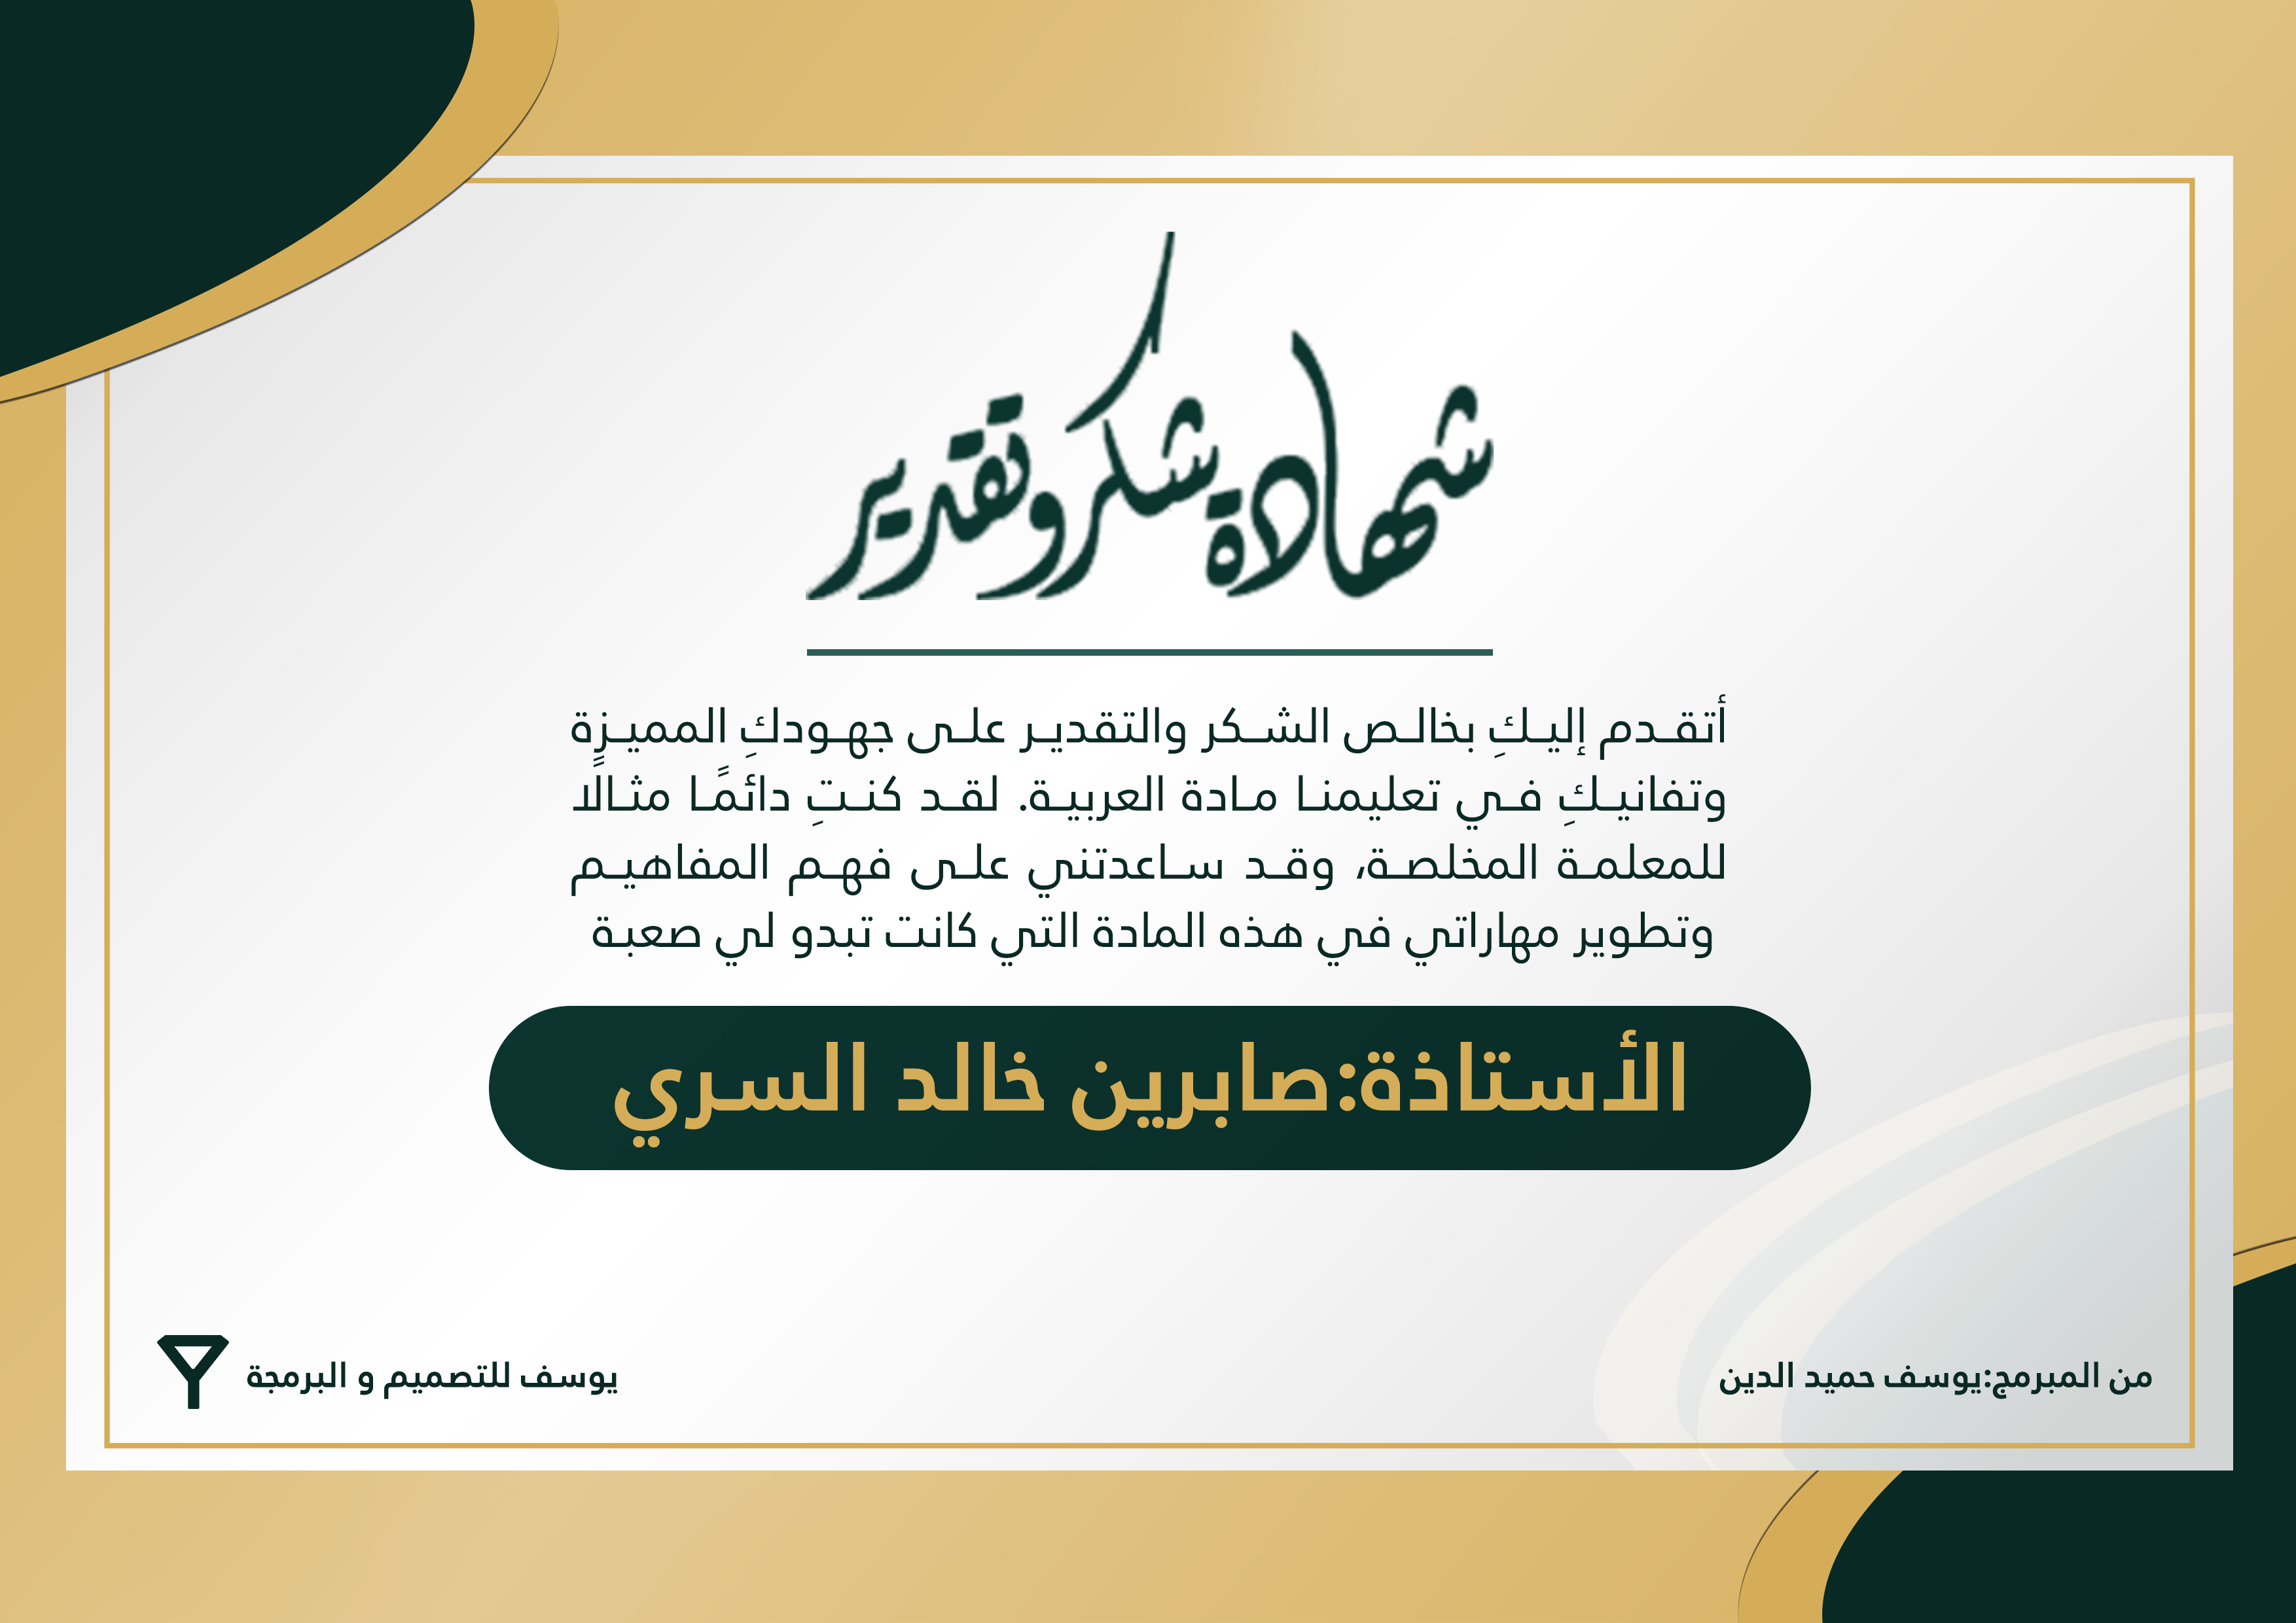 شهادة شكر وتقدير
أتقدم إليكِ بخالص الشكر والتقدير على جهودكِ المميزة
وتفانيكِ في تعليمنا مادة العربية. لقد كنتِ دائمًا مثالًا
للمعلمة المخلصة، وقد ساعدتني على فهم المفاهيم
وتطوير مهاراتي في هذه المادة التي كانت تبدو لي صعبة
الأستاذة:صابرين خالد السري
من المبرمج:يوسف حميد الدين
يوسف للتصميم و البرمجة